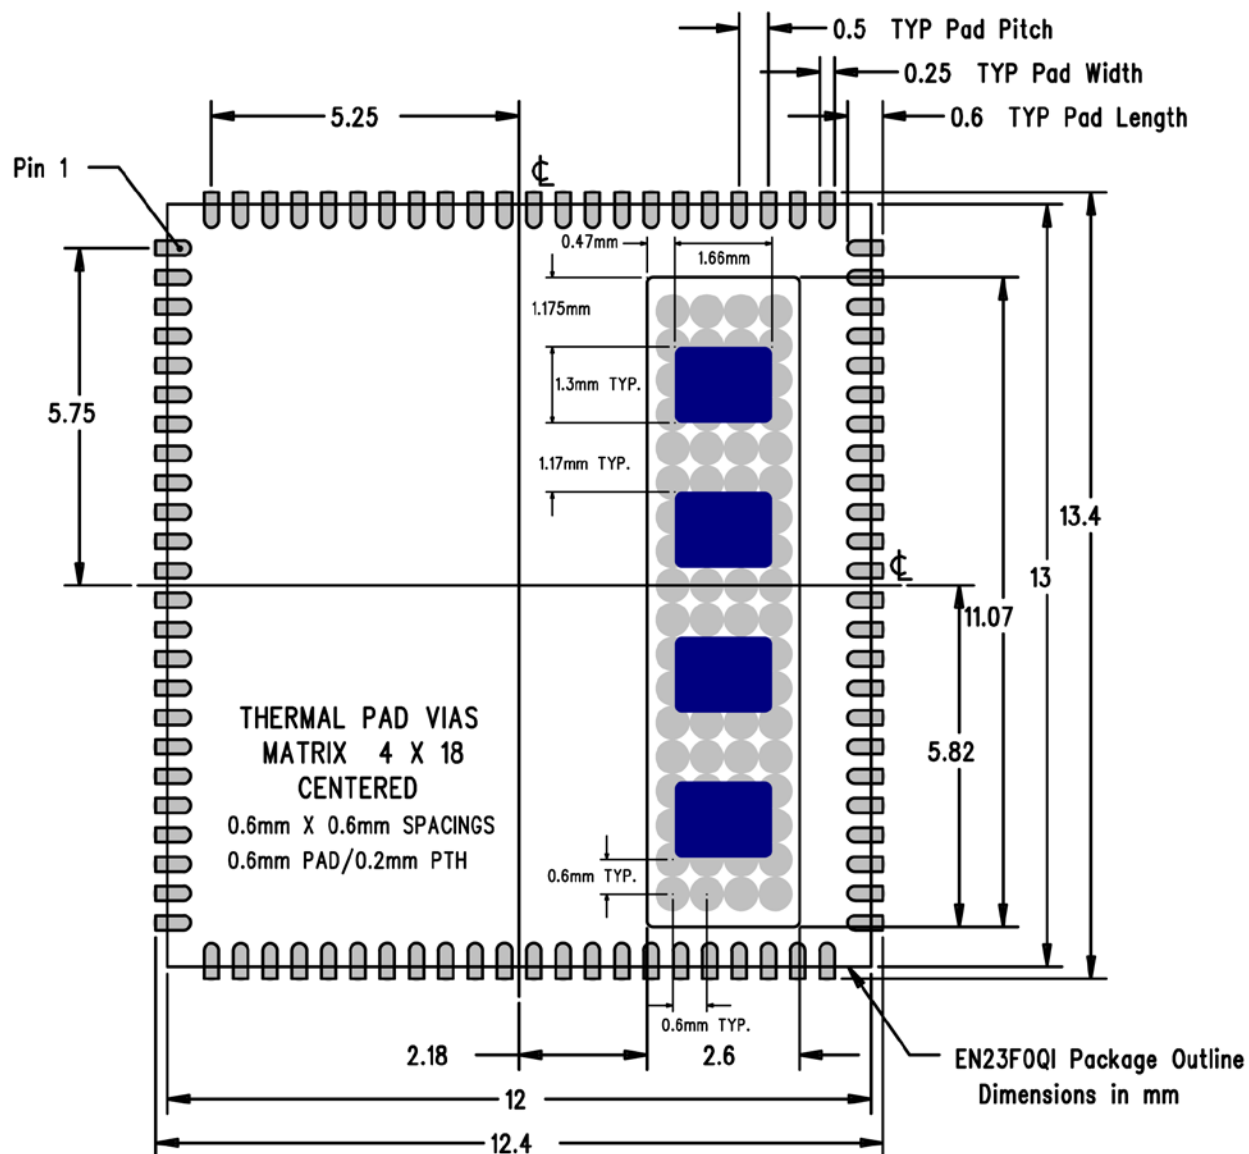 0.5 TYP Pad Pitch
0.25 TYP Pad Width
0.6 TYP Pad Length
5.25
℄
Pin 1
0.47mm
1.66mm
1.175mm
1.3mm TYP.
5.75
1.17mm TYP.
13.4
℄
13
11.07
THERMAL PAD VIAS
MATRIX 4 X 18
CENTERED
0.6mm X 0.6mm SPACINGS
0.6mm PAD/0.2mm PTH
5.82
0.6mm TYP.
0.6mm TYP.
2.18
2.6
EN23F0QI Package Outline
Dimensions in mm
12
12.4